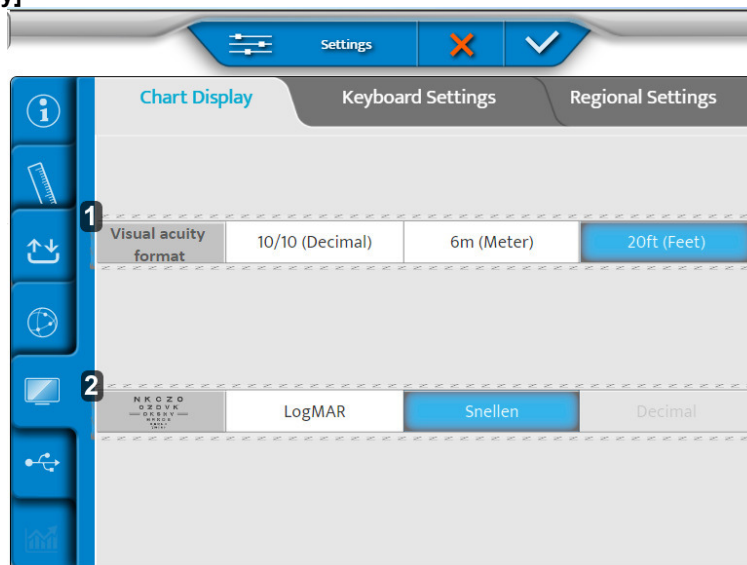 y]
Settings
Chart Display
Keyboard Settings
Regional Settings
1
Visual acuity
format
10/10 (Decimal)
6m (Meter)
20ft (Feet)
2
N K C Z O
LogMAR
Snellen
Decimal